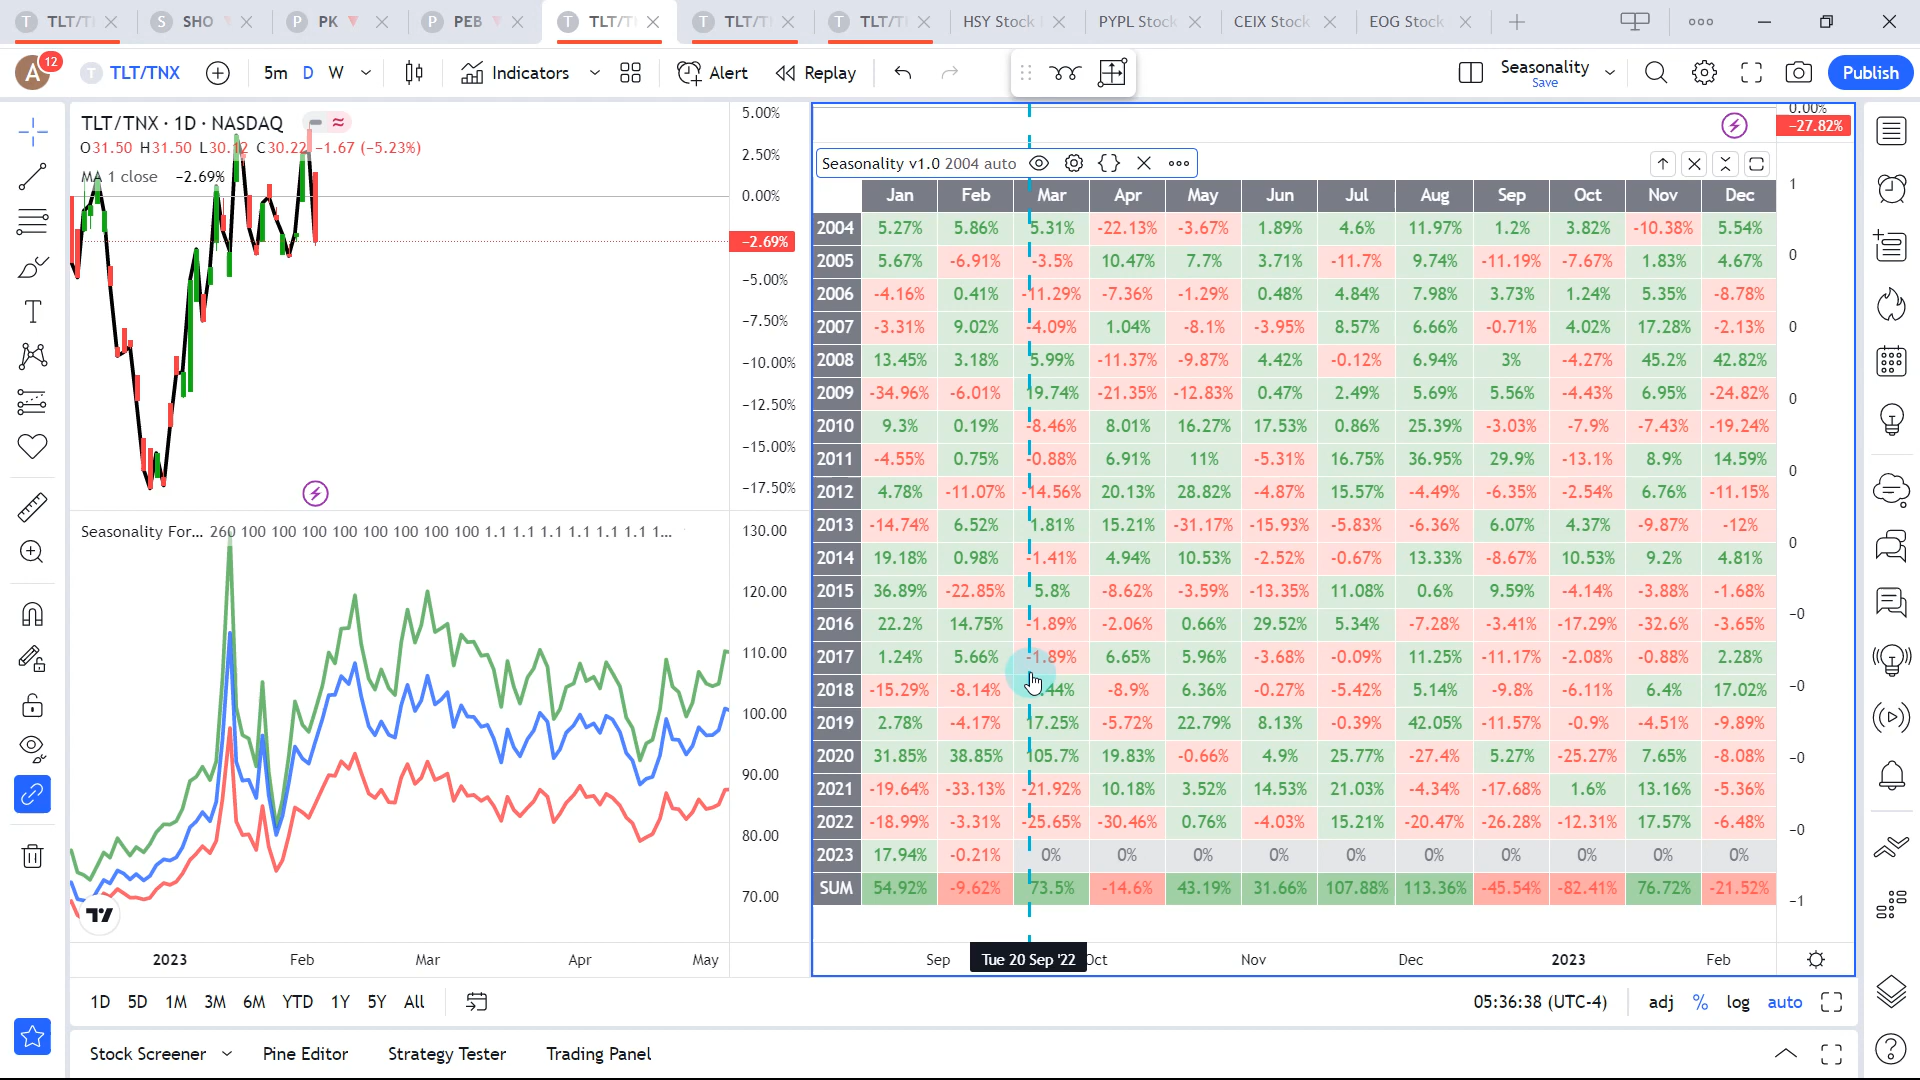 TLT/T SHO PK PEB TLT/T TLT/T TLT/T HSY Stock PYPL Stock CEIX Stock EOG Stock
A 12 TLT/TNX 5m D W Indicators Alert Replay Seasonality Save Publish
TLT/TNX · 1D · NASDAQ
O31.50 H31.50 L30.12 C30.22 −1.67 (−5.23%)
MA 1 close −2.69%
5.00%
2.50%
0.00%
−2.69%
−5.00%
−7.50%
−10.00%
−12.50%
−15.00%
−17.50%
Seasonality For... 260 100 100 100 100 100 100 100 100 1.1 1.1 1.1 1.1 1.1 1...
130.00
120.00
110.00
100.00
90.00
80.00
70.00
2023 Feb Mar Apr May
0.00%
−27.82%
Seasonality v1.0 2004 auto
Jan Feb Mar Apr May Jun Jul Aug Sep Oct Nov Dec
2004 5.27% 5.86% 5.31% -22.13% -3.67% 1.89% 4.6% 11.97% 1.2% 3.82% -10.38% 5.54%
2005 5.67% -6.91% -3.5% 10.47% 7.7% 3.71% -11.7% 9.74% -11.19% -7.67% 1.83% 4.67%
2006 -4.16% 0.41% -11.29% -7.36% -1.29% 0.48% 4.84% 7.98% 3.73% 1.24% 5.35% -8.78%
2007 -3.31% 9.02% -4.09% 1.04% -8.1% -3.95% 8.57% 6.66% -0.71% 4.02% 17.28% -2.13%
2008 13.45% 3.18% 5.99% -11.37% -9.87% 4.42% -0.12% 6.94% 3% -4.27% 45.2% 42.82%
2009 -34.96% -6.01% 19.74% -21.35% -12.83% 0.47% 2.49% 5.69% 5.56% -4.43% 6.95% -24.82%
2010 9.3% 0.19% -8.46% 8.01% 16.27% 17.53% 0.86% 25.39% -3.03% -7.9% -7.43% -19.24%
2011 -4.55% 0.75% -0.88% 6.91% 11% -5.31% 16.75% 36.95% 29.9% -13.1% 8.9% 14.59%
2012 4.78% -11.07% -14.56% 20.13% 28.82% -4.87% 15.57% -4.49% -6.35% -2.54% 6.76% -11.15%
2013 -14.74% 6.52% 1.81% 15.21% -31.17% -15.93% -5.83% -6.36% 6.07% 4.37% -9.87% -12%
2014 19.18% 0.98% -1.41% 4.94% 10.53% -2.52% -0.67% 13.33% -8.67% 10.53% 9.2% 4.81%
2015 36.89% -22.85% 5.8% -8.62% -3.59% -13.35% 11.08% 0.6% 9.59% -4.14% -3.88% -1.68%
2016 22.2% 14.75% -1.89% -2.06% 0.66% 29.52% 5.34% -7.28% -3.41% -17.29% -32.6% -3.65%
2017 1.24% 5.66% -1.89% 6.65% 5.96% -3.68% -0.09% 11.25% -11.17% -2.08% -0.88% 2.28%
2018 -15.29% -8.14% .44% -8.9% 6.36% -0.27% -5.42% 5.14% -9.8% -6.11% 6.4% 17.02%
2019 2.78% -4.17% 17.25% -5.72% 22.79% 8.13% -0.39% 42.05% -11.57% -0.9% -4.51% -9.89%
2020 31.85% 38.85% 105.7% 19.83% -0.66% 4.9% 25.77% -27.4% 5.27% -25.27% 7.65% -8.08%
2021 -19.64% -33.13% -21.92% 10.18% 3.52% 14.53% 21.03% -4.34% -17.68% 1.6% 13.16% -5.36%
2022 -18.99% -3.31% -25.65% -30.46% 0.76% -4.03% 15.21% -20.47% -26.28% -12.31% 17.57% -6.48%
2023 17.94% -0.21% 0% 0% 0% 0% 0% 0% 0% 0% 0% 0%
SUM 54.92% -9.62% 73.5% -14.6% 43.19% 31.66% 107.88% 113.36% -45.54% -82.41% 76.72% -21.52%
1
0
0
0
0
0
−0
−0
−0
−0
−1
Sep Tue 20 Sep '22 Oct Nov Dec 2023 Feb
1D 5D 1M 3M 6M YTD 1Y 5Y All 05:36:38 (UTC-4) adj % log auto
Stock Screener Pine Editor Strategy Tester Trading Panel